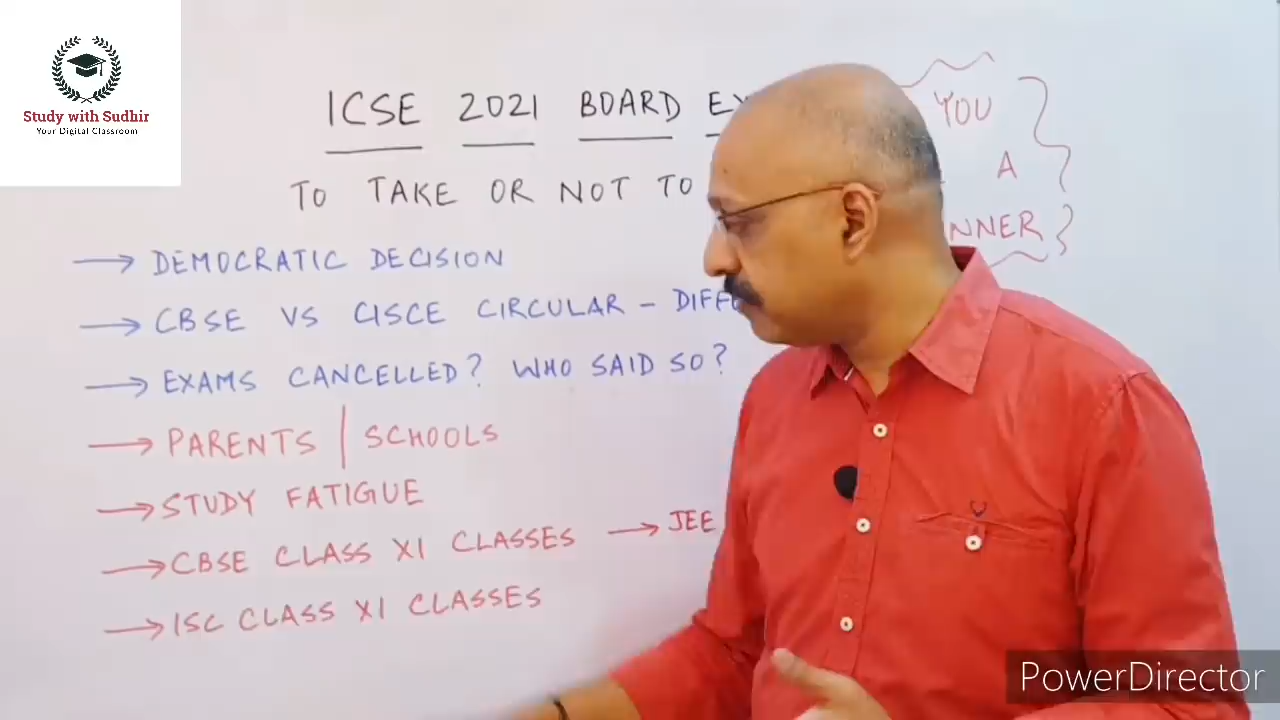 Study with Sudhir
Your Digital Classroom
ICSE 2021 BOARD
TO TAKE OR NOT TO
YOU
A
→ DEMOCRATIC DECISION
→ CBSE VS CISCE CIRCULAR –
→ EXAMS CANCELLED? WHO SAID SO?
→ PARENTS | SCHOOLS
→ STUDY FATIGUE
→ CBSE CLASS XI CLASSES → JEE
→ ISC CLASS XI CLASSES
PowerDirector